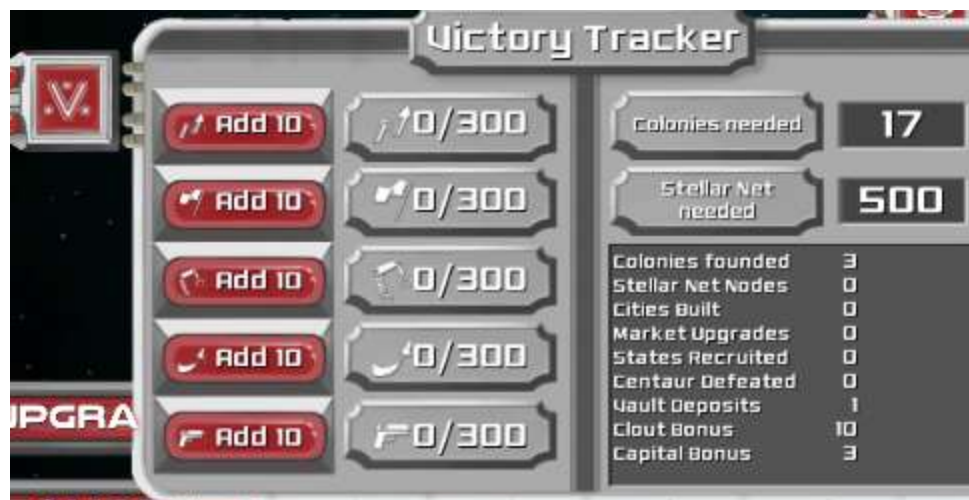 Victory Tracker
V
Add 10 0/300
Add 10 0/300
Add 10 0/300
Add 10 0/300
Add 10 0/300
Colonies needed 17
Stellar Net
needed 500
Colonies founded 3
Stellar Net Nodes 0
Cities Built 0
Market Upgrades 0
States Recruited 0
Centaur Defeated 0
Vault Deposits 1
Clout Bonus 10
Capital Bonus 3
UPGRA